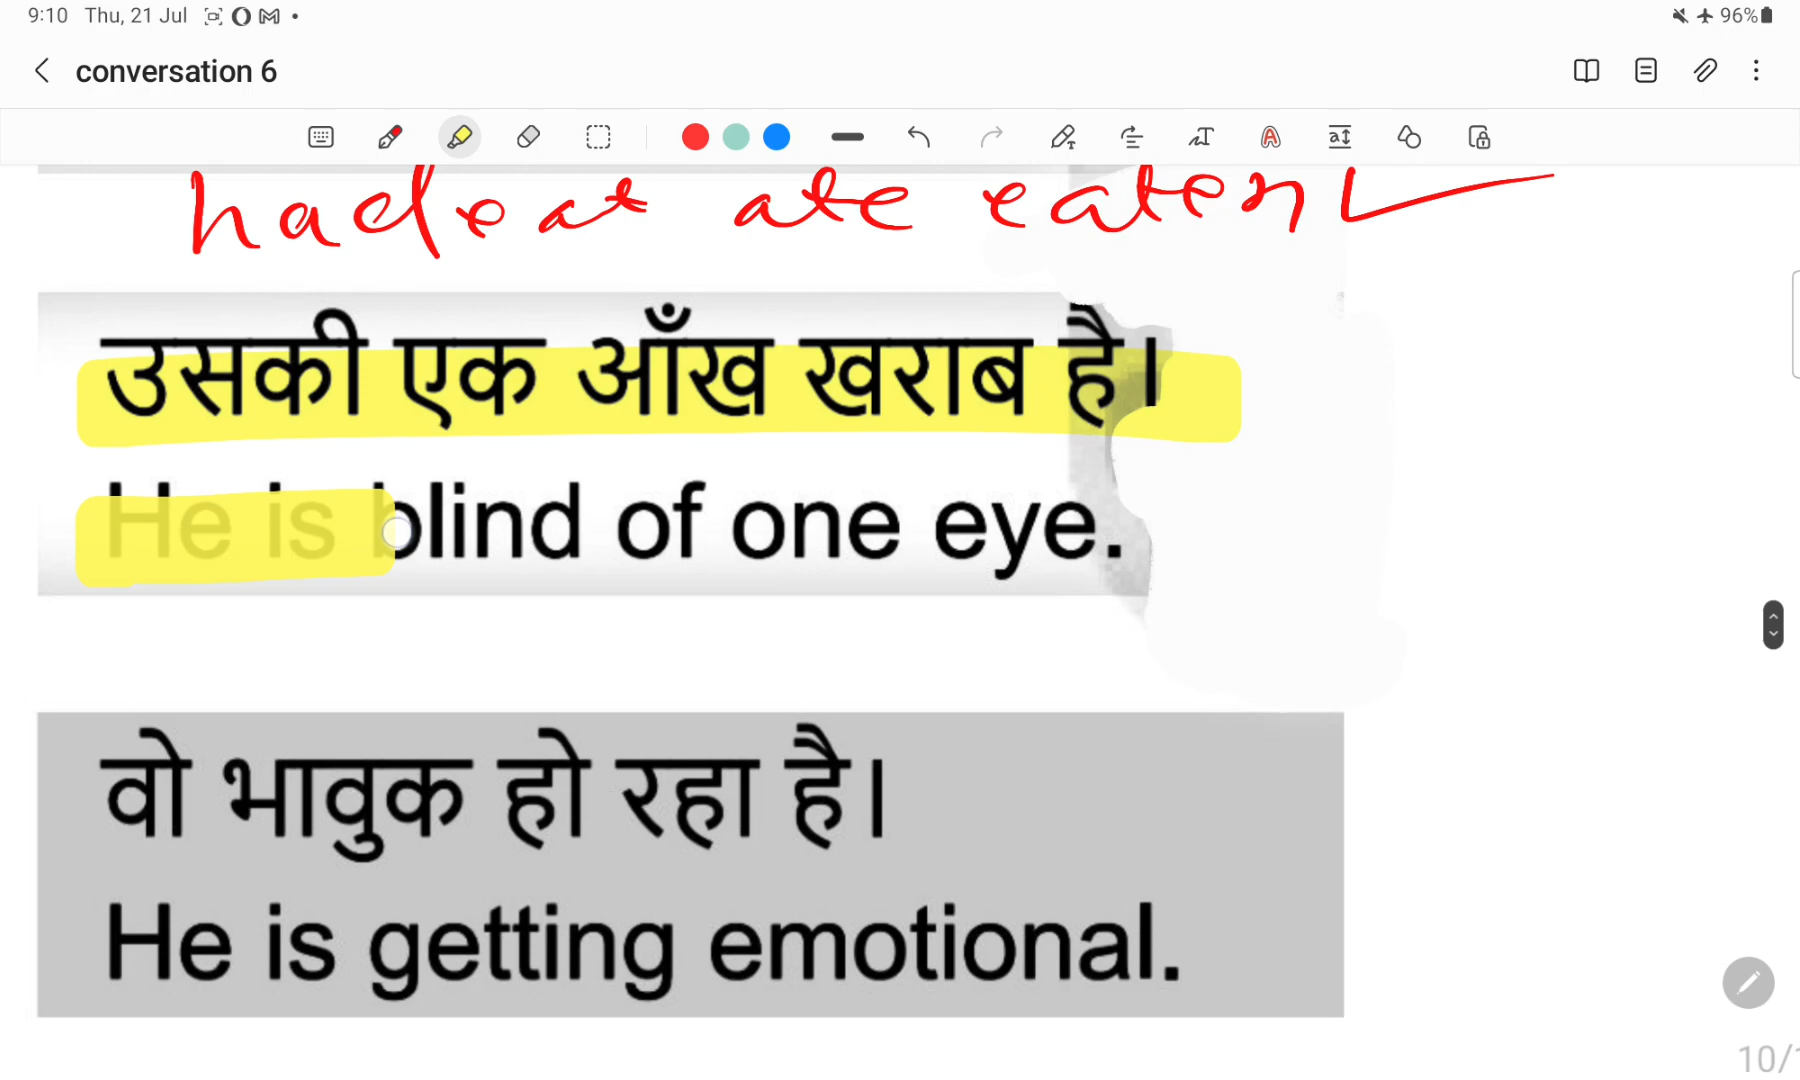 9:10 Thu, 21 Jul 96%
conversation 6
had eat ate eaten
उसकी एक आँख खराब है।
He is blind of one eye.
वो भावुक हो रहा है।
He is getting emotional.
10/